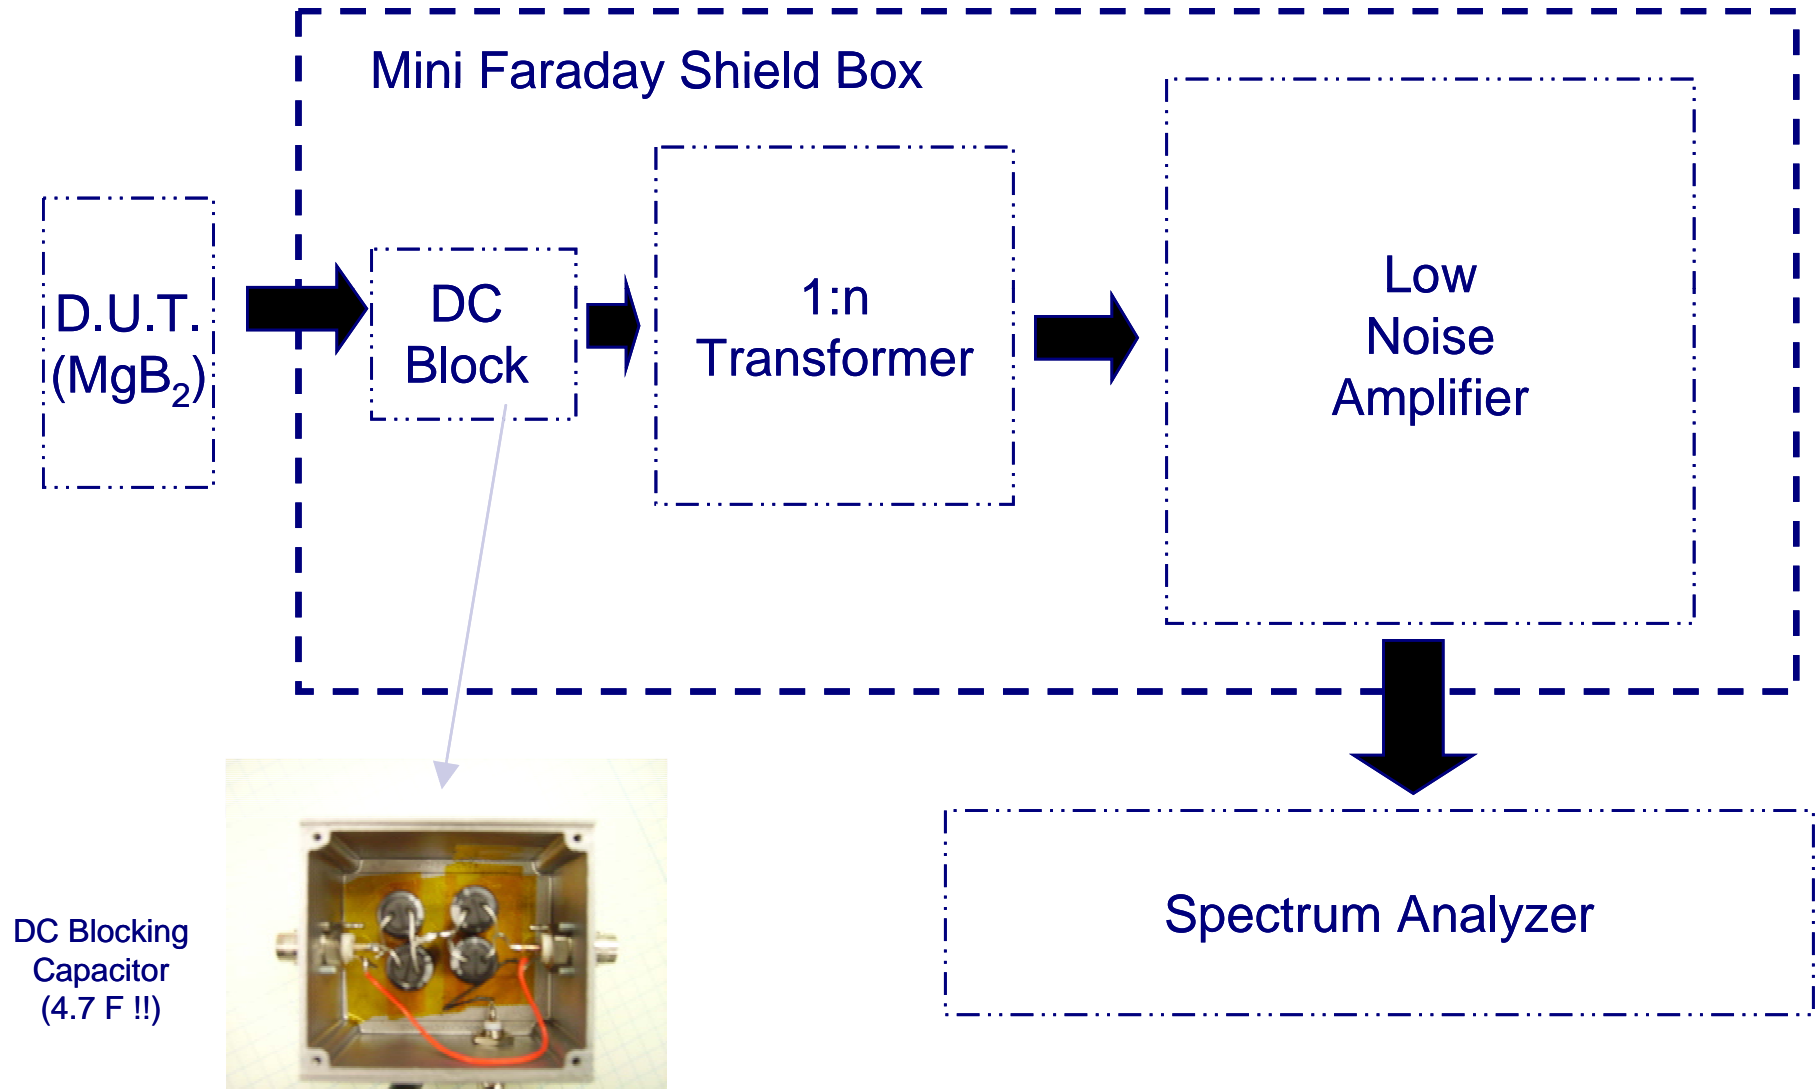 Mini Faraday Shield Box
D.U.T.
(MgB₂)
DC
Block
1:n
Transformer
Low
Noise
Amplifier
Spectrum Analyzer
DC Blocking
Capacitor
(4.7 F !!)